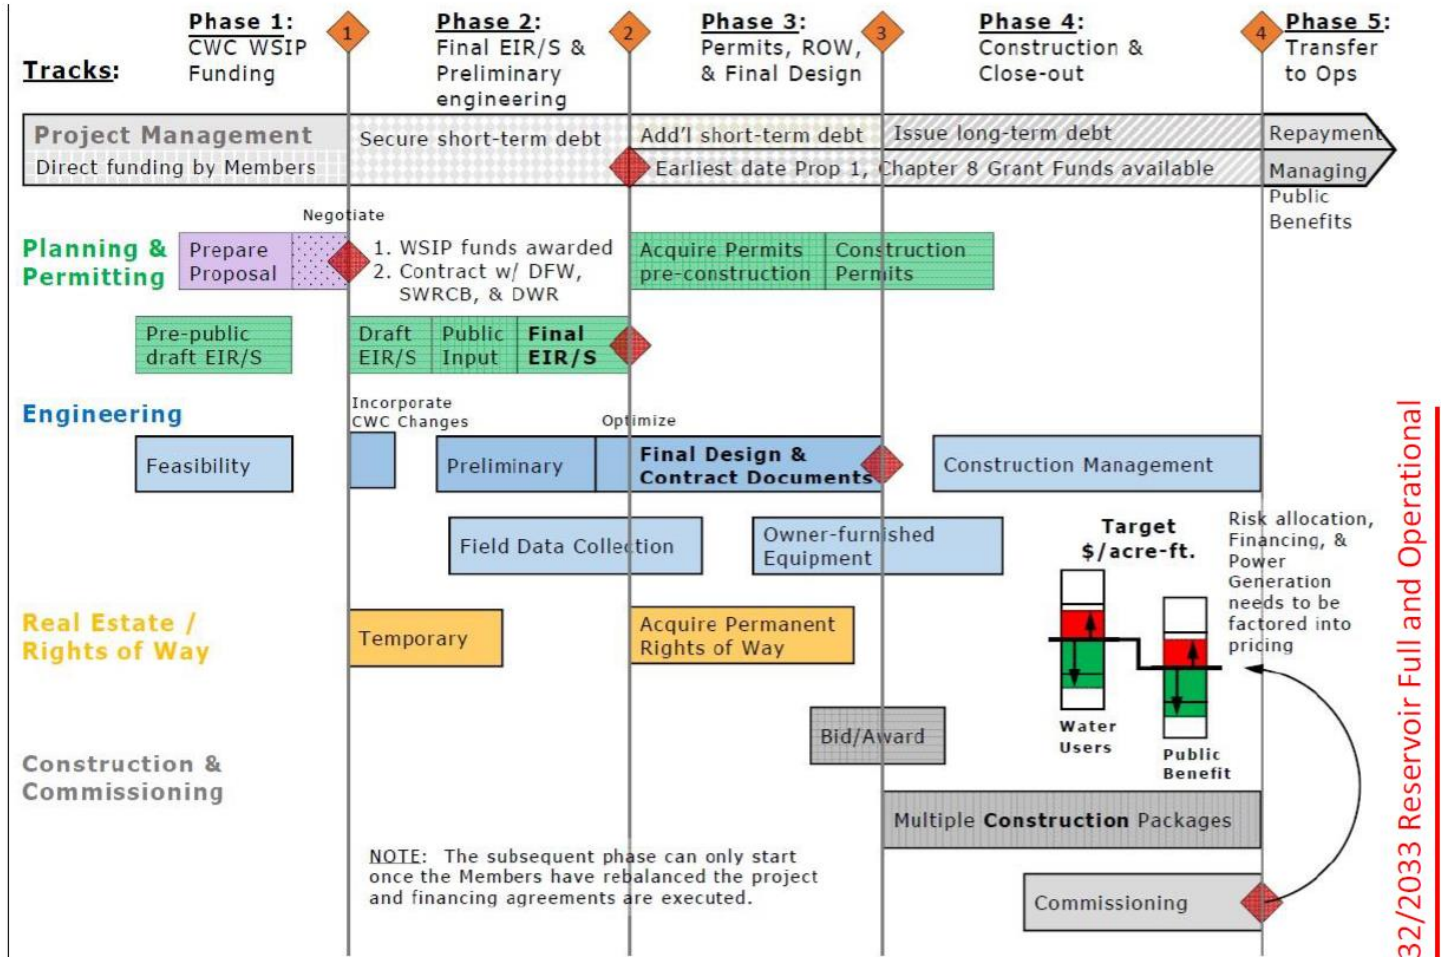 Phase 1:
CWC WSIP
Funding
1
Phase 2:
Final EIR/S &
Preliminary
engineering
2
Phase 3:
Permits, ROW,
& Final Design
3
Phase 4:
Construction &
Close-out
4
Phase 5:
Transfer
to Ops
Tracks:
Project Management
Direct funding by Members
Secure short-term debt
Add'l short-term debt
Issue long-term debt
Repayment
Earliest date Prop 1, Chapter 8 Grant Funds available
Managing
Public
Benefits
Negotiate
Planning &
Permitting
Prepare
Proposal
1. WSIP funds awarded
2. Contract w/ DFW,
SWRCB, & DWR
Acquire Permits
pre-construction
Construction
Permits
Pre-public
draft EIR/S
Draft
EIR/S
Public
Input
Final
EIR/S
Engineering
Incorporate
CWC Changes
Optimize
Feasibility
Preliminary
Final Design &
Contract Documents
Construction Management
Field Data Collection
Owner-furnished
Equipment
Target
$/acre-ft.
Risk allocation,
Financing, &
Power
Generation
needs to be
factored into
pricing
Water
Users
Public
Benefit
Real Estate /
Rights of Way
Temporary
Acquire Permanent
Rights of Way
Construction &
Commissioning
Bid/Award
Multiple Construction Packages
Commissioning
NOTE: The subsequent phase can only start
once the Members have rebalanced the project
and financing agreements are executed.
32/2033 Reservoir Full and Operational